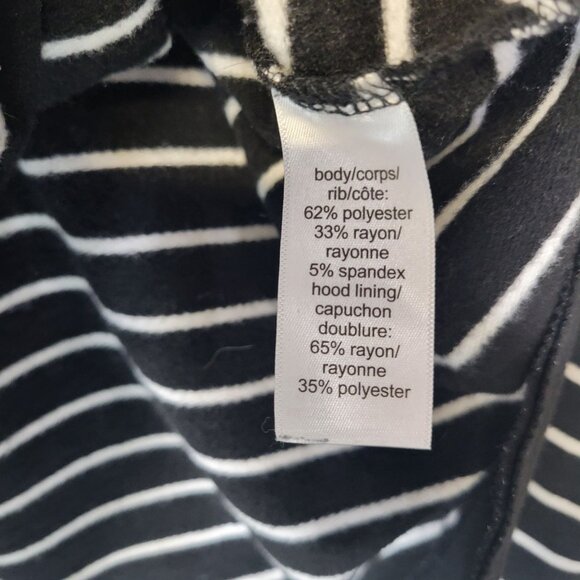 body/corps/
rib/côte:
62% polyester
33% rayon/
rayonne
5% spandex
hood lining/
capuchon
doublure:
65% rayon/
rayonne
35% polyester